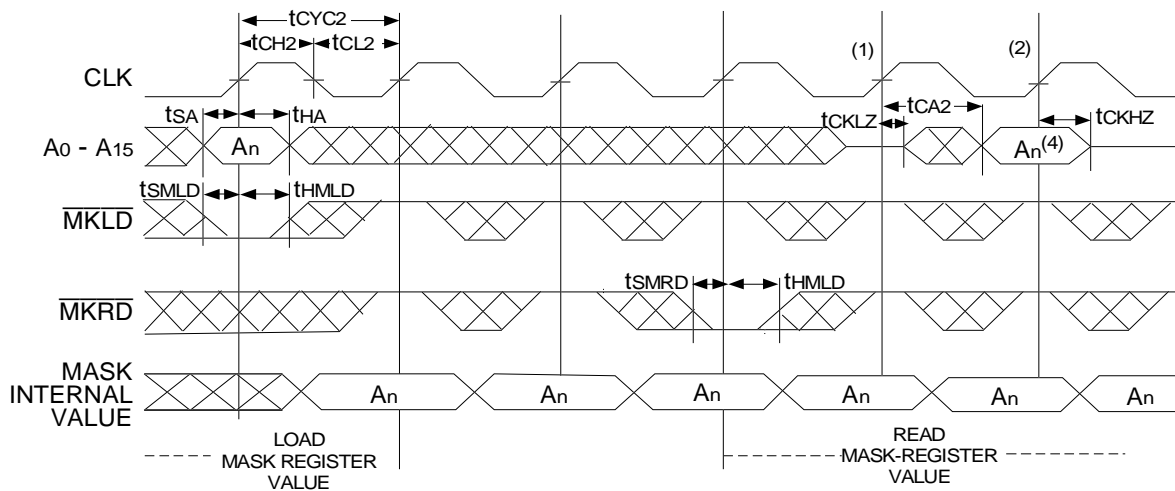 tCYC2
tCH2 tCL2 (1) (2)
CLK
tSA tHA tCKLZ tCA2 tCKHZ
A0 - A15 An An(4)
tSMLD tHMLD
MKLD
tSMRD tHMLD
MKRD
MASK
INTERNAL
VALUE
An An An An An An
LOAD
MASK REGISTER
VALUE
READ
MASK-REGISTER
VALUE